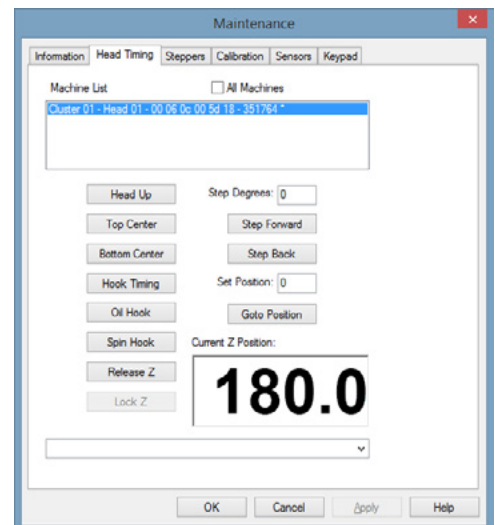 Maintenance
Information Head Timing Steppers Calibration Sensors Keypad
Machine List All Machines
Cluster 01 - Head 01 - 00 06 0c 00 5d 18 - 351764 *
Head Up Step Degrees: 0
Top Center Step Forward
Bottom Center Step Back
Hook Timing Set Position: 0
Oil Hook Goto Position
Spin Hook Current Z Position:
Release Z 180.0
Lock Z
OK Cancel Apply Help